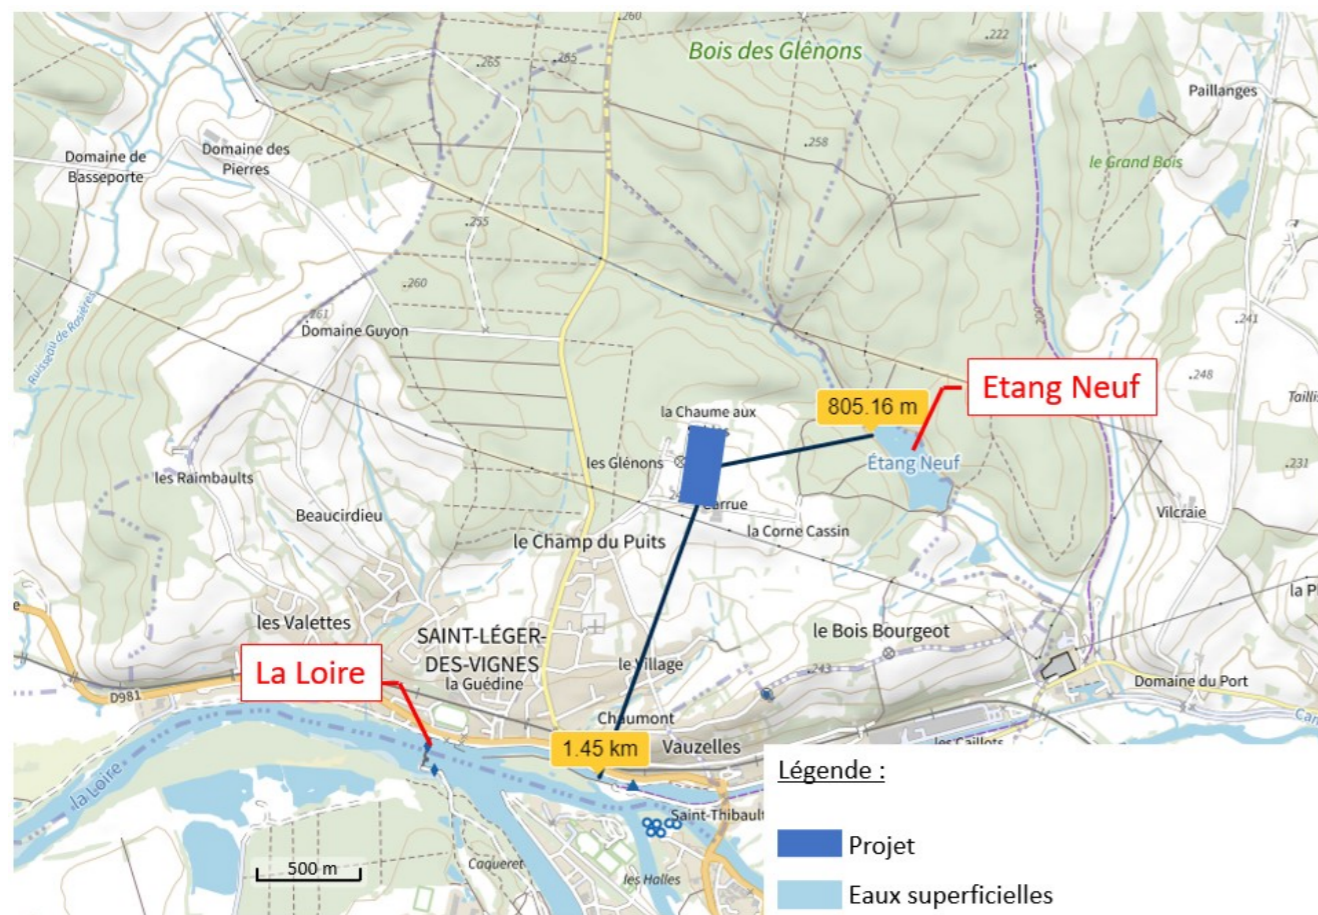 .260
.222
Bois des Glênons
.265
.265
Paillanges
.258
Domaine de
Basseporte
Domaine des
Pierres
le Grand Bois
.255
.260
.261
Domaine Guyon
Ruisseau de Rosières
200
.241
.248
Etang Neuf
805.16 m
la Chaume aux
Étang Neuf
les Glénons
.231
les Raimbaults
Beaucirdieu
la Corne Cassin
Vilcraie
le Champ du Puits
la P
les Valettes
SAINT-LÉGER-
DES-VIGNES
la Guédine
le Bois Bourgeot
.243
le Village
La Loire
D981
Domaine du Port
Chaumont
Vauzelles
1.45 km
les Caillots
la Loire
Légende :
Saint-Thibault
Projet
500 m
Caqueret
les Halles
Eaux superficielles